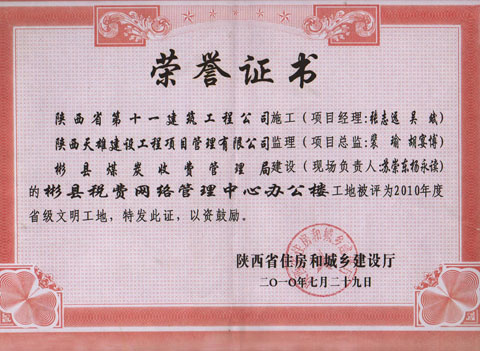 荣誉证书
陕西省第十一建筑工程公司施工（项目经理:张志远 吴 斌）
陕西天雄建设工程项目管理有限公司监理（项目总监:裴 瑜 胡寒博）
彬县煤炭收费管理局建设（现场负责人:苏荣东杨永读）
的彬县税费网络管理中心办公楼工地被评为2010年度
省级文明工地，特发此证，以资鼓励。
陕西省住房和城乡建设厅
二〇一〇年七月二十九日